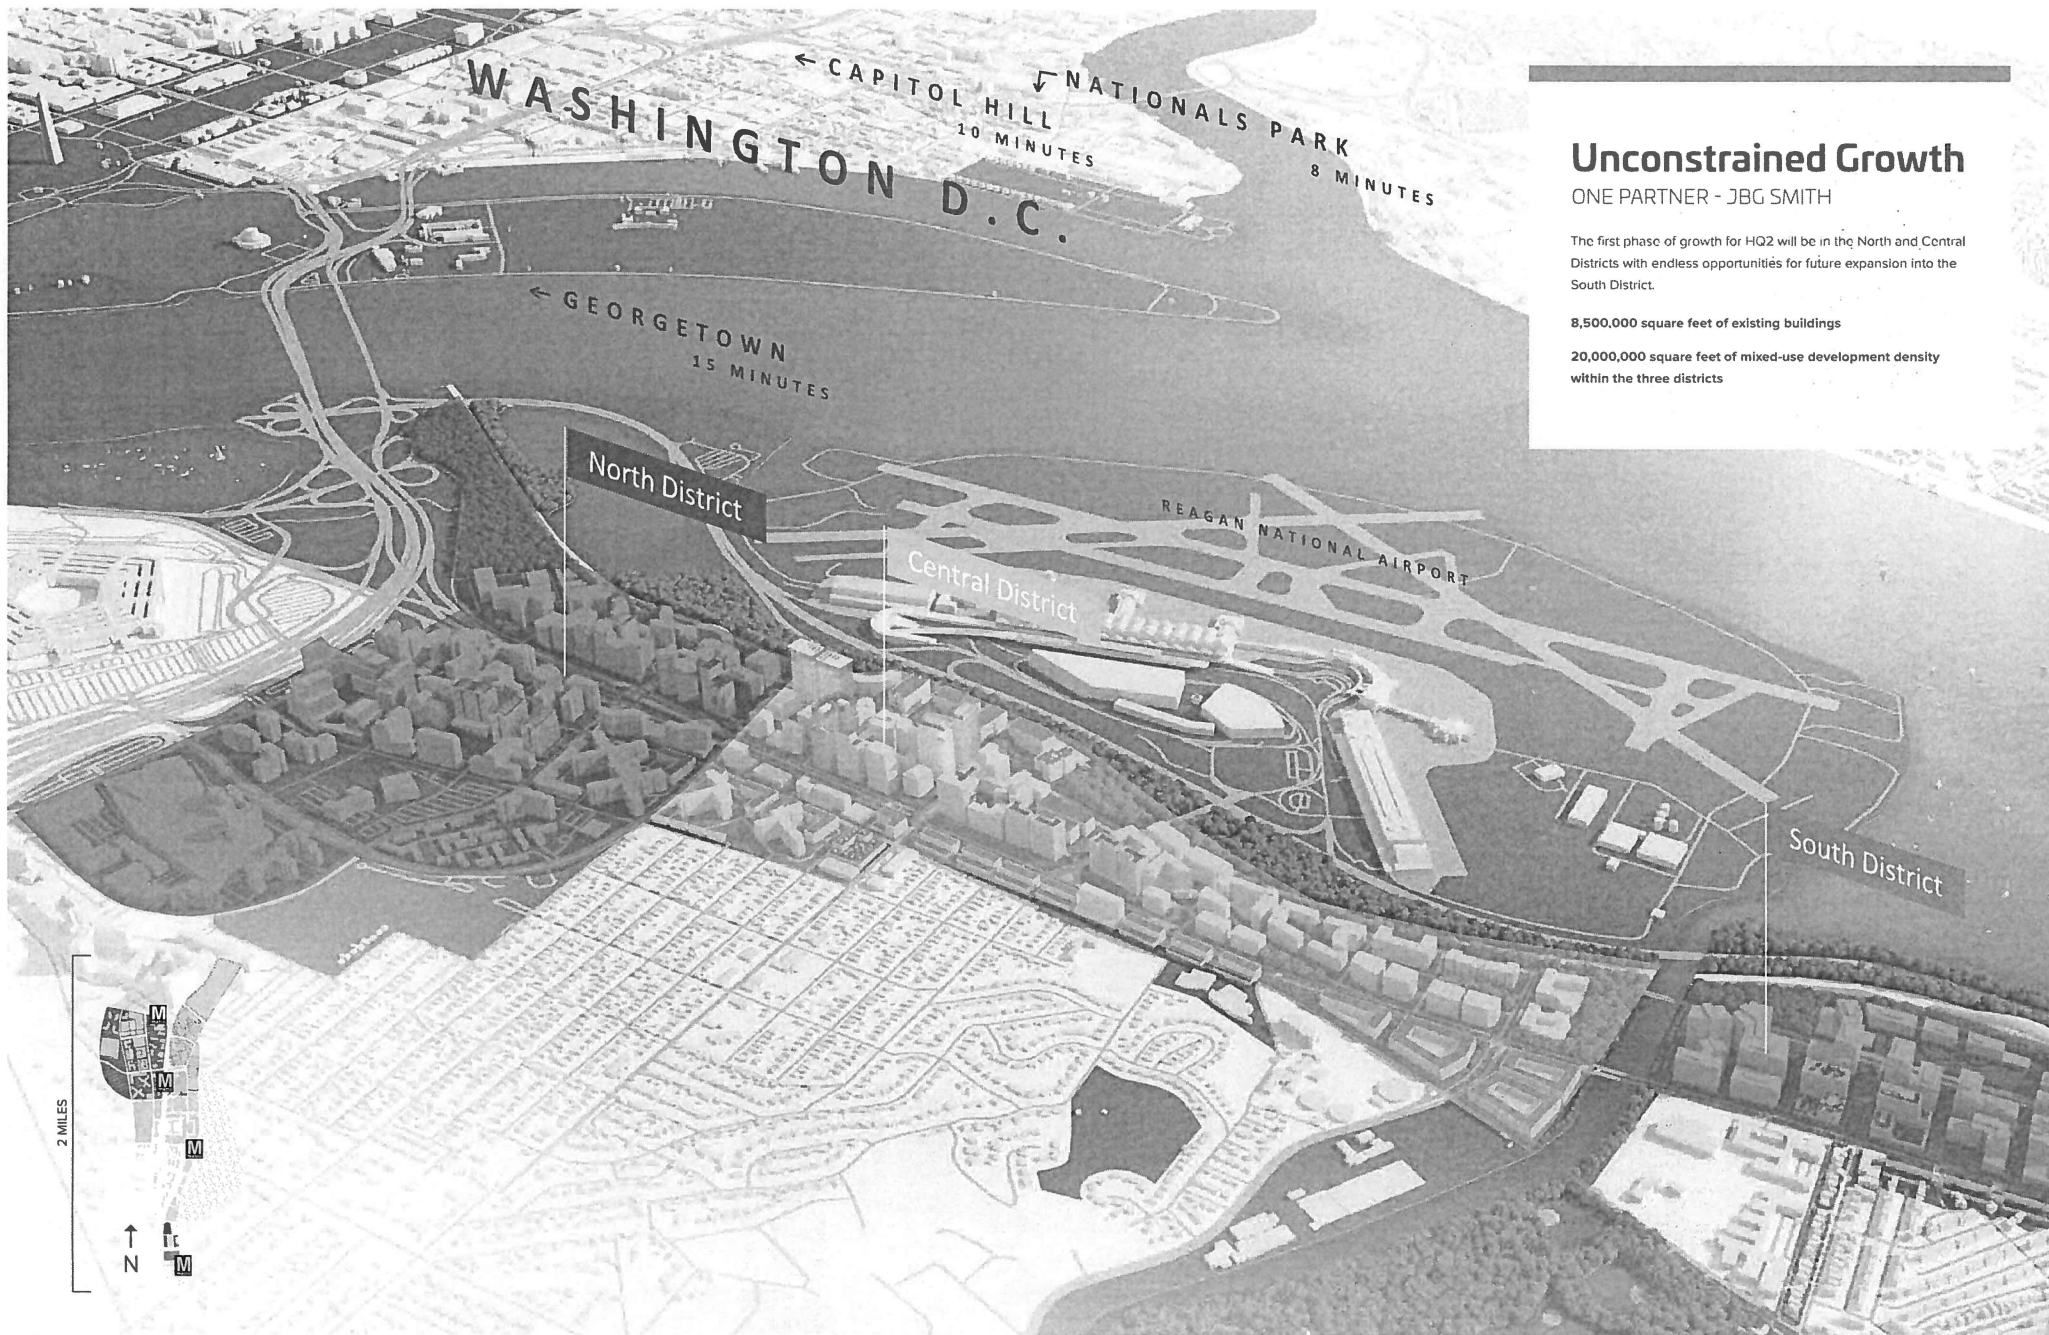 WASHINGTON D.C.
← CAPITOL HILL
10 MINUTES
NATIONALS PARK
8 MINUTES
← GEORGETOWN
15 MINUTES
Unconstrained Growth
ONE PARTNER - JBG SMITH
The first phase of growth for HQ2 will be in the North and Central
Districts with endless opportunities for future expansion into the
South District.
8,500,000 square feet of existing buildings
20,000,000 square feet of mixed-use development density
within the three districts
North District
Central District
REAGAN NATIONAL AIRPORT
South District
2 MILES
M
M
M
M
N